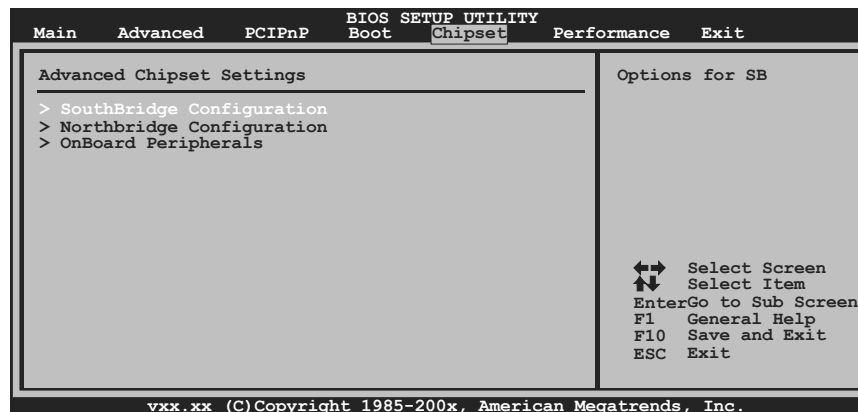 BIOS SETUP UTILITY
Main Advanced PCIPnP Boot Chipset Performance Exit
Advanced Chipset Settings
> SouthBridge Configuration
> Northbridge Configuration
> OnBoard Peripherals
Options for SB
Select Screen
Select Item
EnterGo to Sub Screen
F1 General Help
F10 Save and Exit
ESC Exit
vxx.xx (C)Copyright 1985-200x, American Megatrends, Inc.